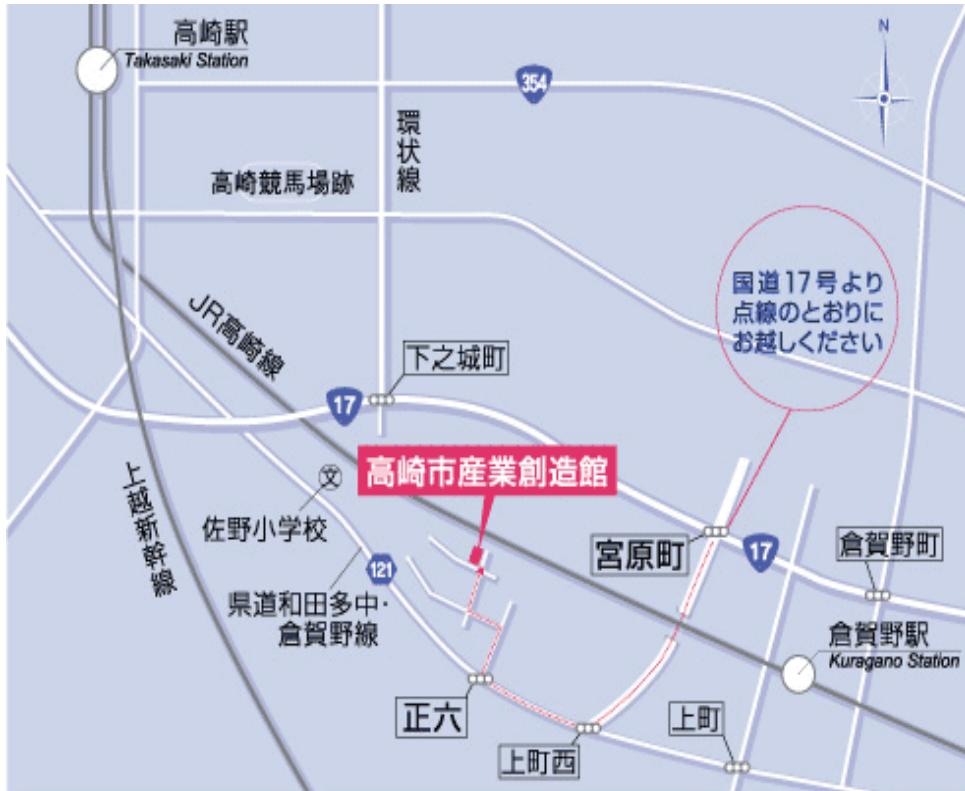 高崎駅
Takasaki Station
N
354
環状線
高崎競馬場跡
国道17号より
点線のとおりに
お越しください
JR高崎線
下之城町
17
高崎市産業創造館
上越新幹線
文
佐野小学校
宮原町
17
倉賀野町
121
県道和田多中・
倉賀野線
倉賀野駅
Kuragano Station
正六
上町西
上町